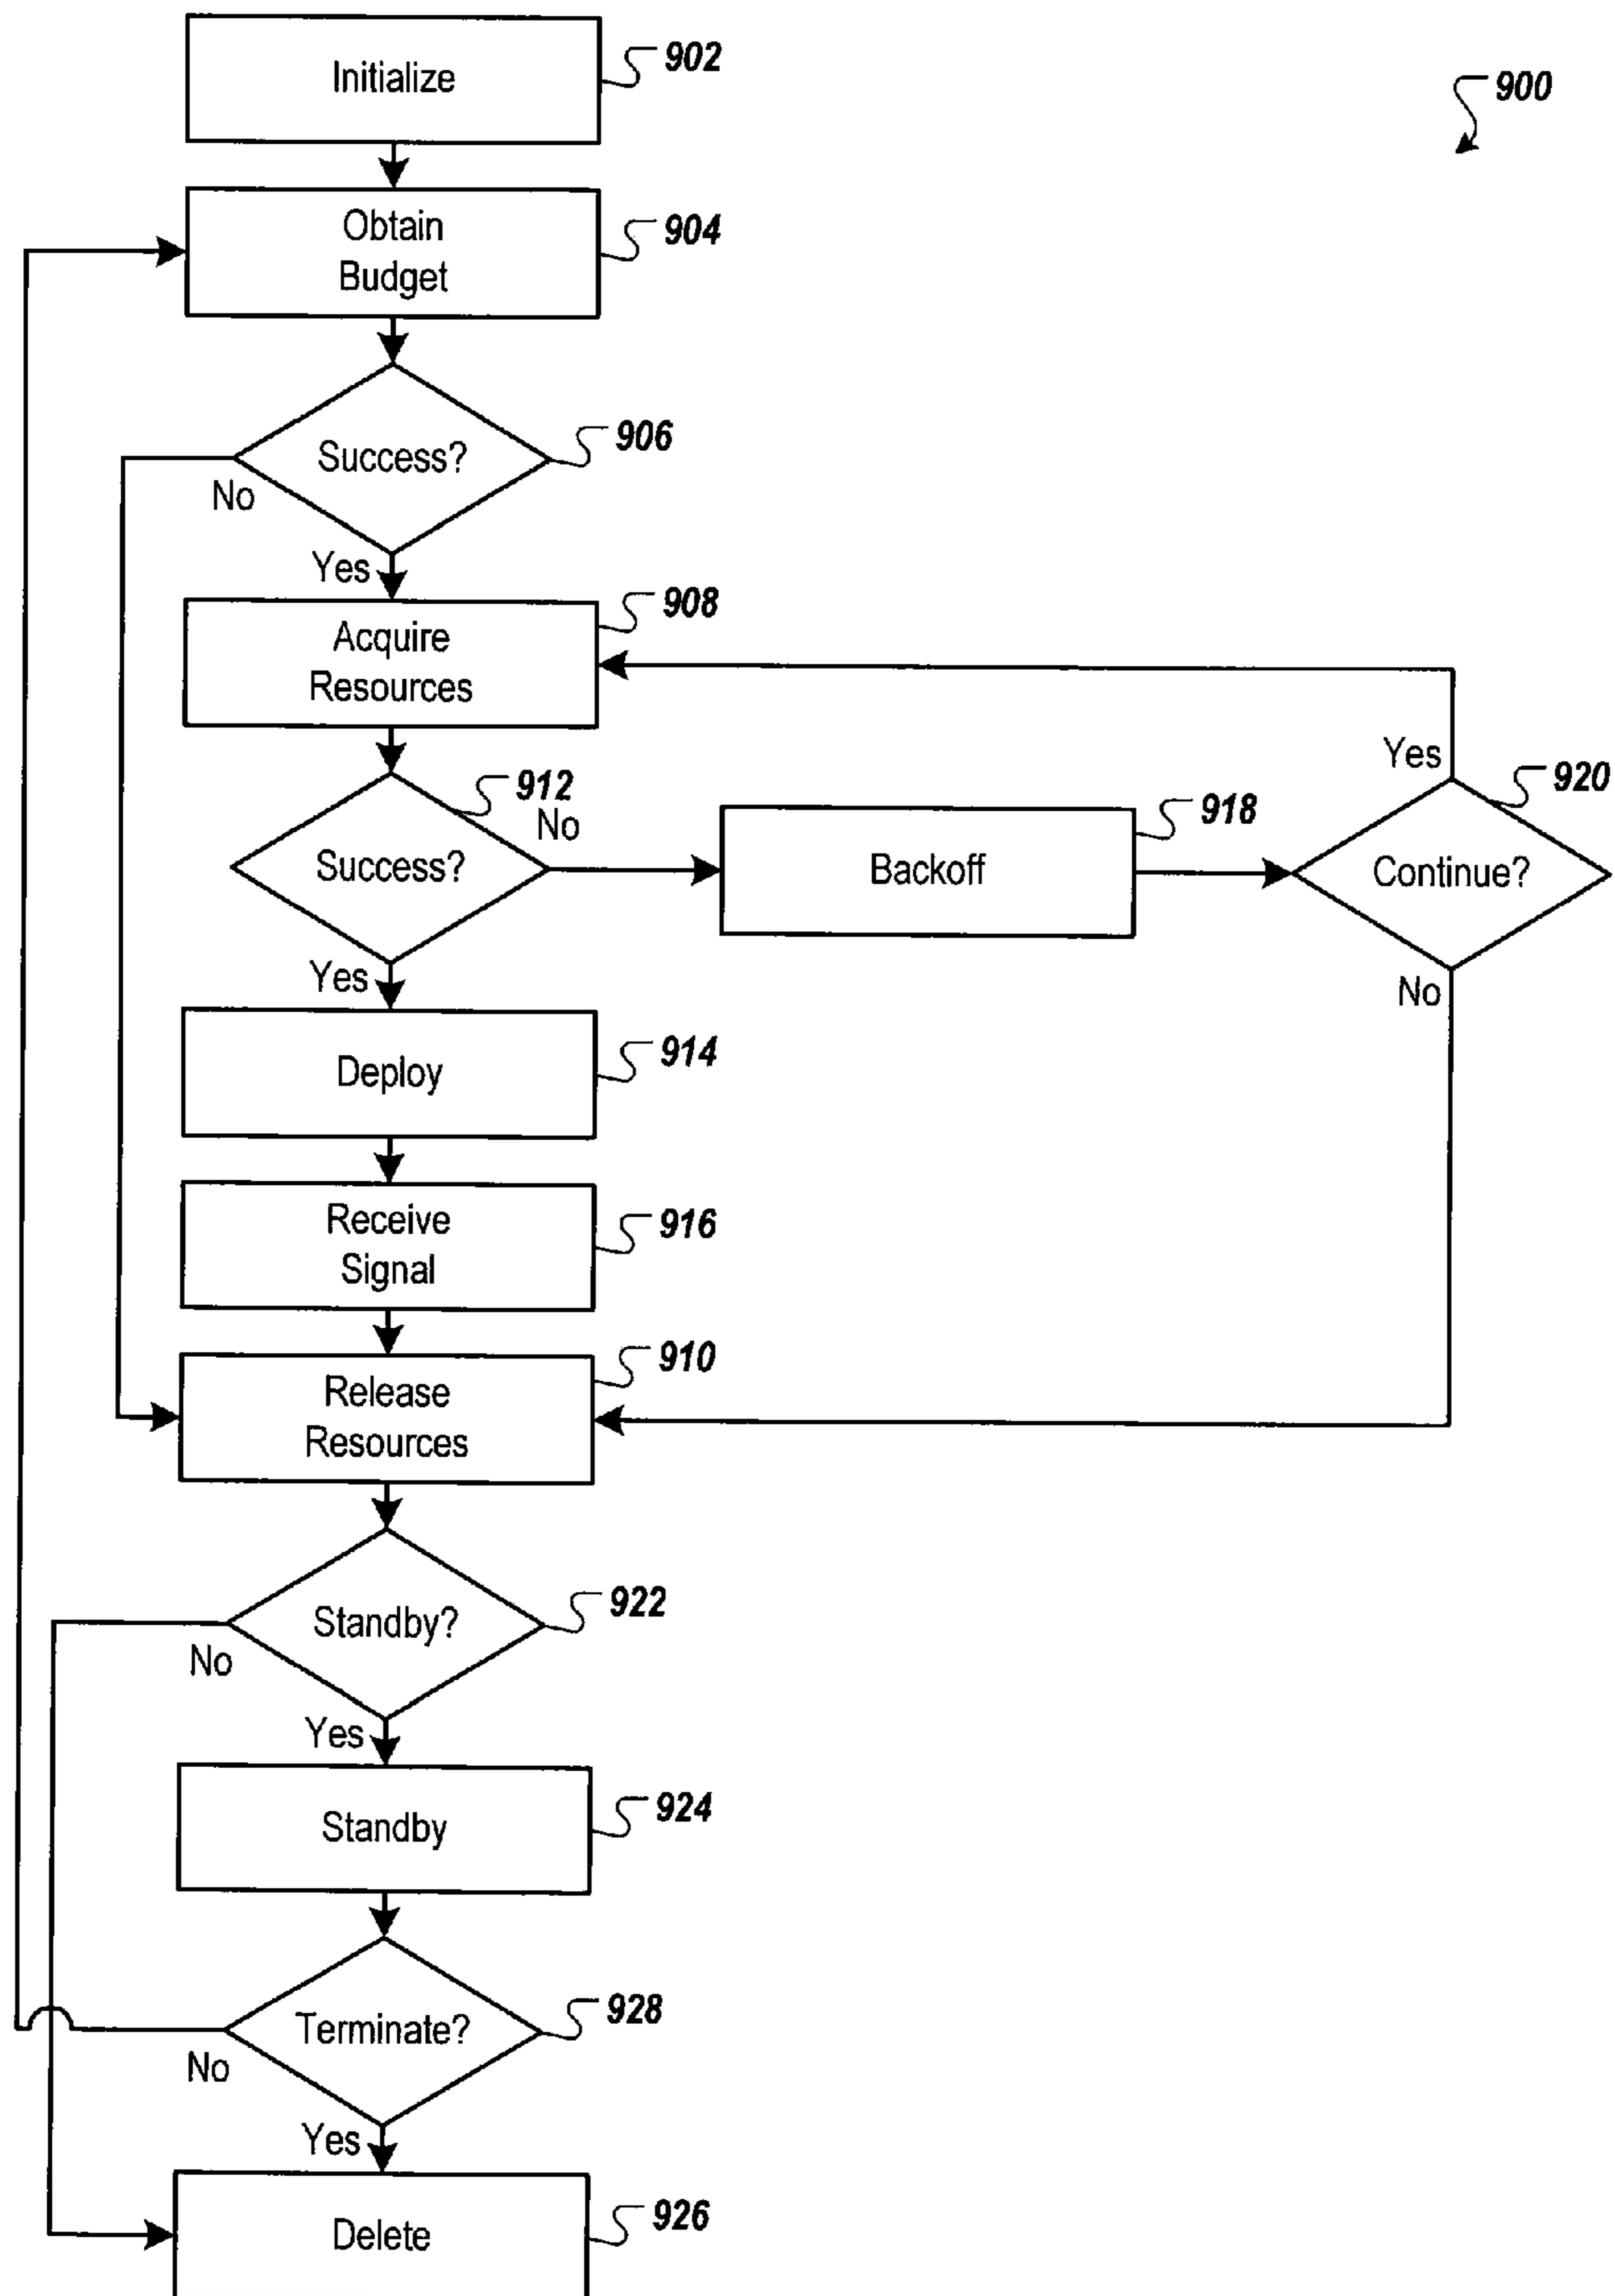 Initialize
902
900
Obtain
Budget
904
Success?
906
No
Yes
Acquire
Resources
908
Success?
912
No
Backoff
918
Yes
Continue?
920
Yes
No
Deploy
914
Receive
Signal
916
Release
Resources
910
Standby?
922
No
Yes
Standby
924
Terminate?
928
No
Yes
Delete
926